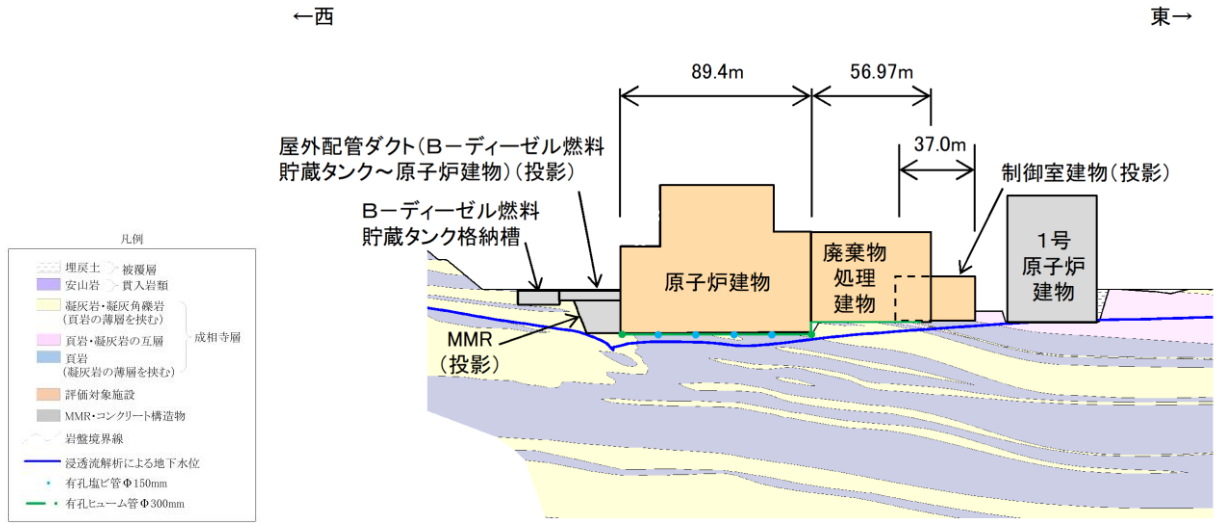 ←西
東→
89.4m
56.97m
37.0m
屋外配管ダクト(B-ディーゼル燃料
貯蔵タンク~原子炉建物)(投影)
制御室建物(投影)
B-ディーゼル燃料
貯蔵タンク格納槽
原子炉建物
廃棄物
処理
建物
1号
原子炉
建物
MMR
(投影)
凡例
埋戻土 被覆層
安山岩 貫入岩類
凝灰岩・凝灰角礫岩
(頁岩の薄層を挟む)
成相寺層
頁岩・凝灰岩の互層
頁岩
(凝灰岩の薄層を挟む)
評価対象施設
MMR・コンクリート構造物
岩盤境界線
浸透流解析による地下水位
有孔塩ビ管Φ150mm
有孔ヒューム管Φ300mm